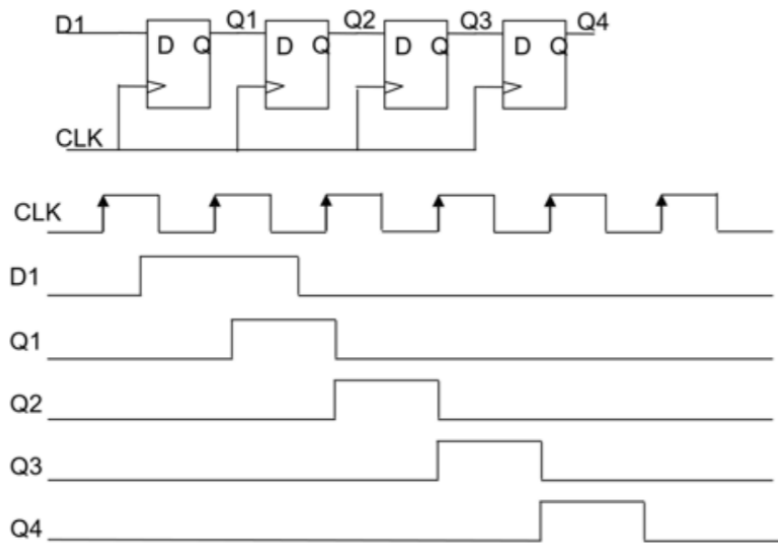 D1 Q1 Q2 Q3 Q4
D Q D Q D Q D Q
CLK
CLK
D1
Q1
Q2
Q3
Q4